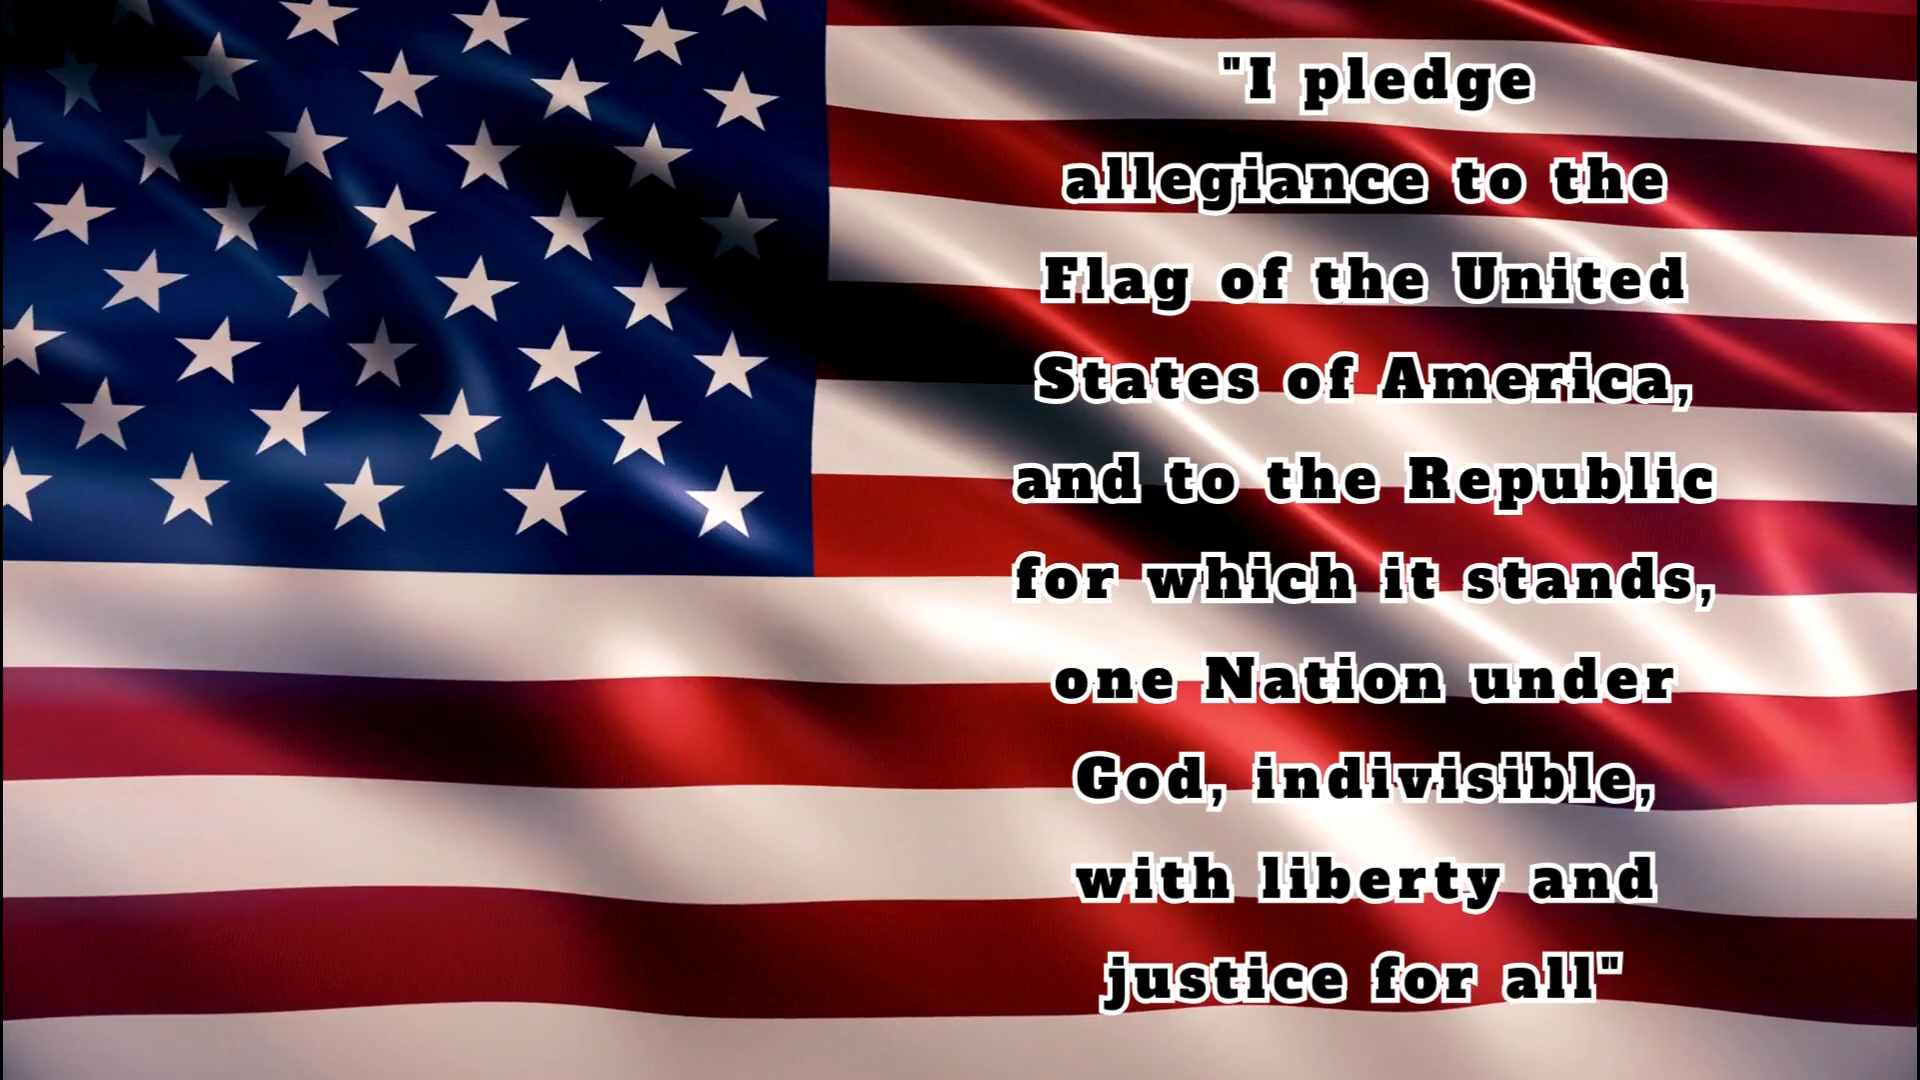 "I pledge
allegiance to the
Flag of the United
States of America,
and to the Republic
for which it stands,
one Nation under
God, indivisible,
with liberty and
justice for all"